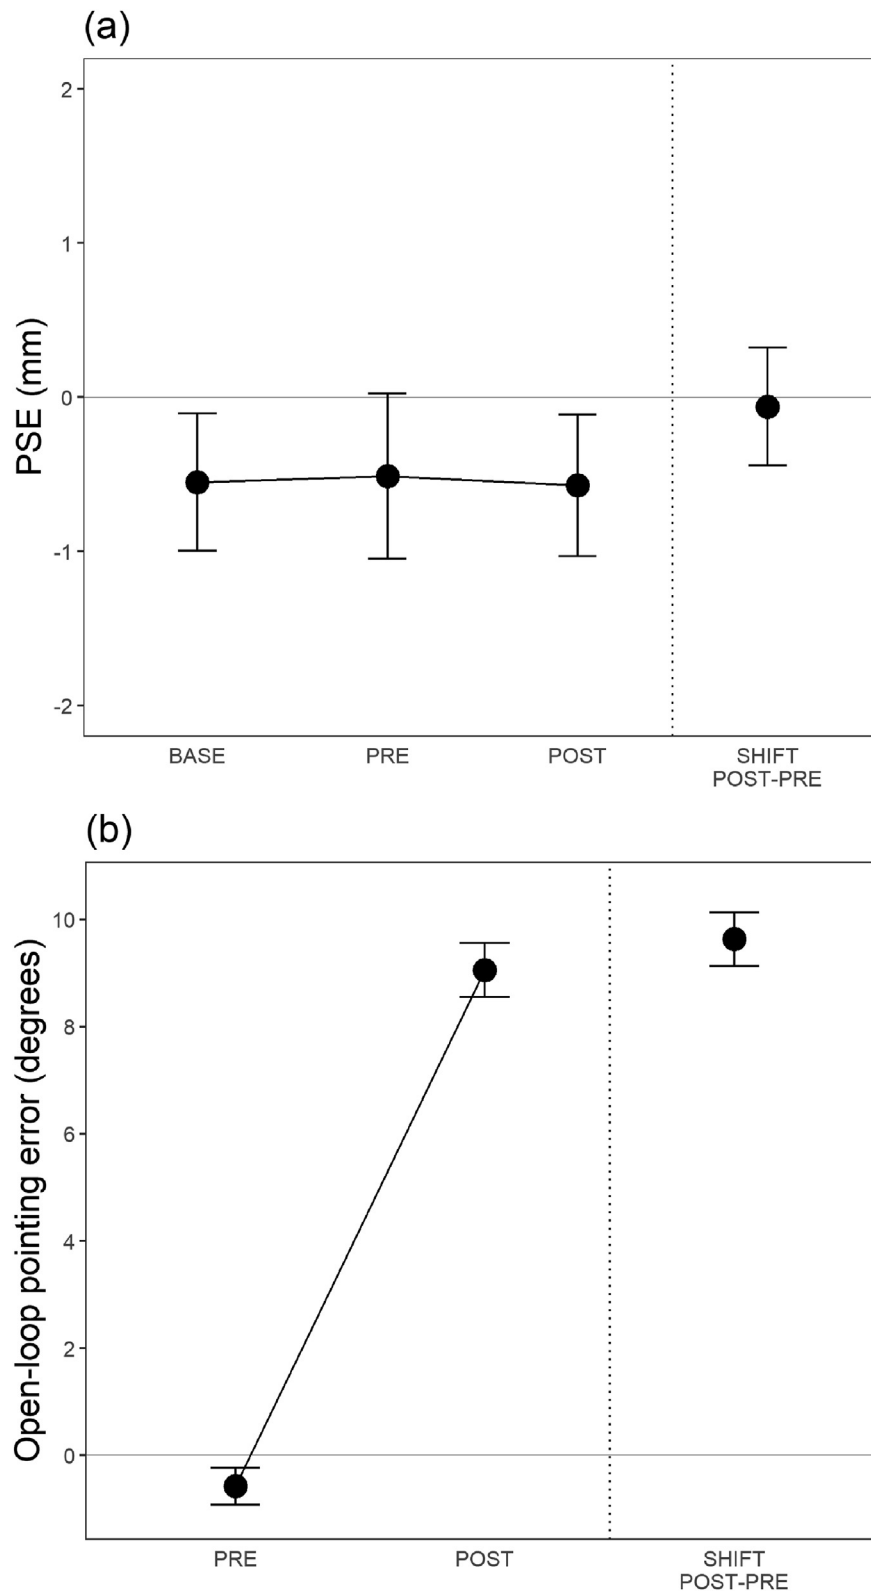 (a)
PSE (mm)
2
1
0
-1
-2
BASE
PRE
POST
SHIFT
POST-PRE
(b)
Open-loop pointing error (degrees)
10
8
6
4
2
0
PRE
POST
SHIFT
POST-PRE